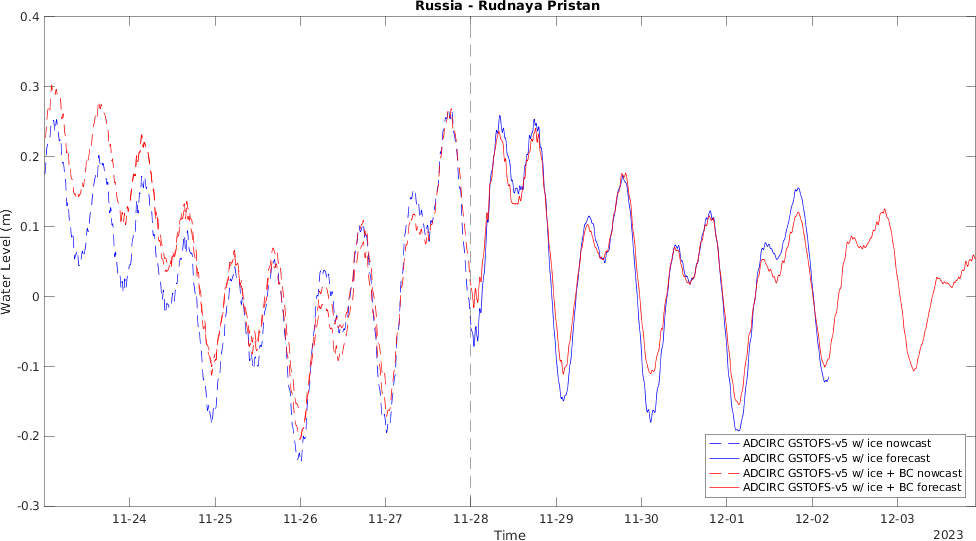 Russia - Rudnaya Pristan
0.4
0.3
0.2
0.1
0
-0.1
-0.2
-0.3
Water Level (m)
11-24 11-25 11-26 11-27 11-28 11-29 11-30 12-01 12-02 12-03
Time
2023
ADCIRC GSTOFS-v5 w/ ice nowcast
ADCIRC GSTOFS-v5 w/ ice forecast
ADCIRC GSTOFS-v5 w/ ice + BC nowcast
ADCIRC GSTOFS-v5 w/ ice + BC forecast